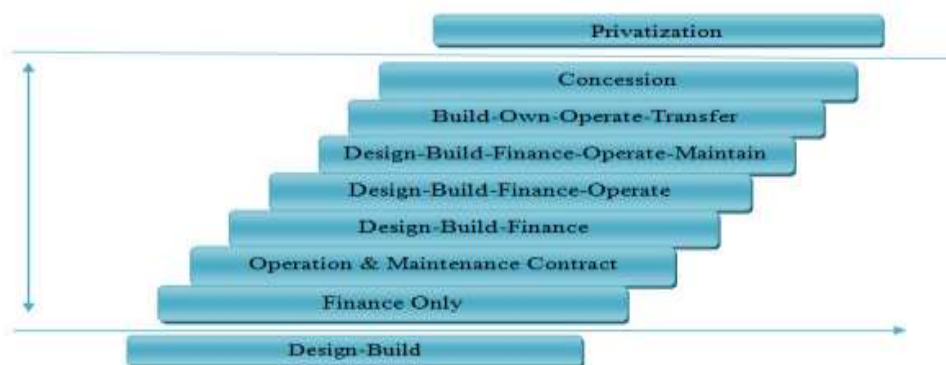 Privatization
Concession
Build-Own-Operate-Transfer
Design-Build-Finance-Operate-Maintain
Design-Build-Finance-Operate
Design-Build-Finance
Operation & Maintenance Contract
Finance Only
Design-Build